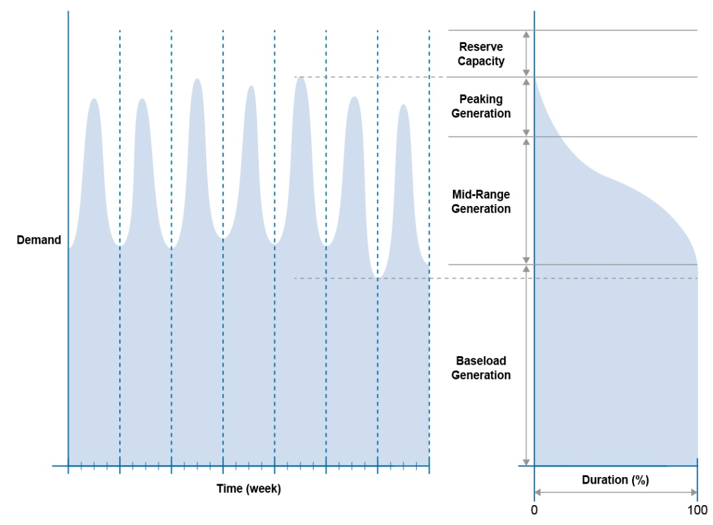 Reserve
Capacity
Peaking
Generation
Mid-Range
Generation
Demand
Baseload
Generation
Time (week)
Duration (%)
0
100